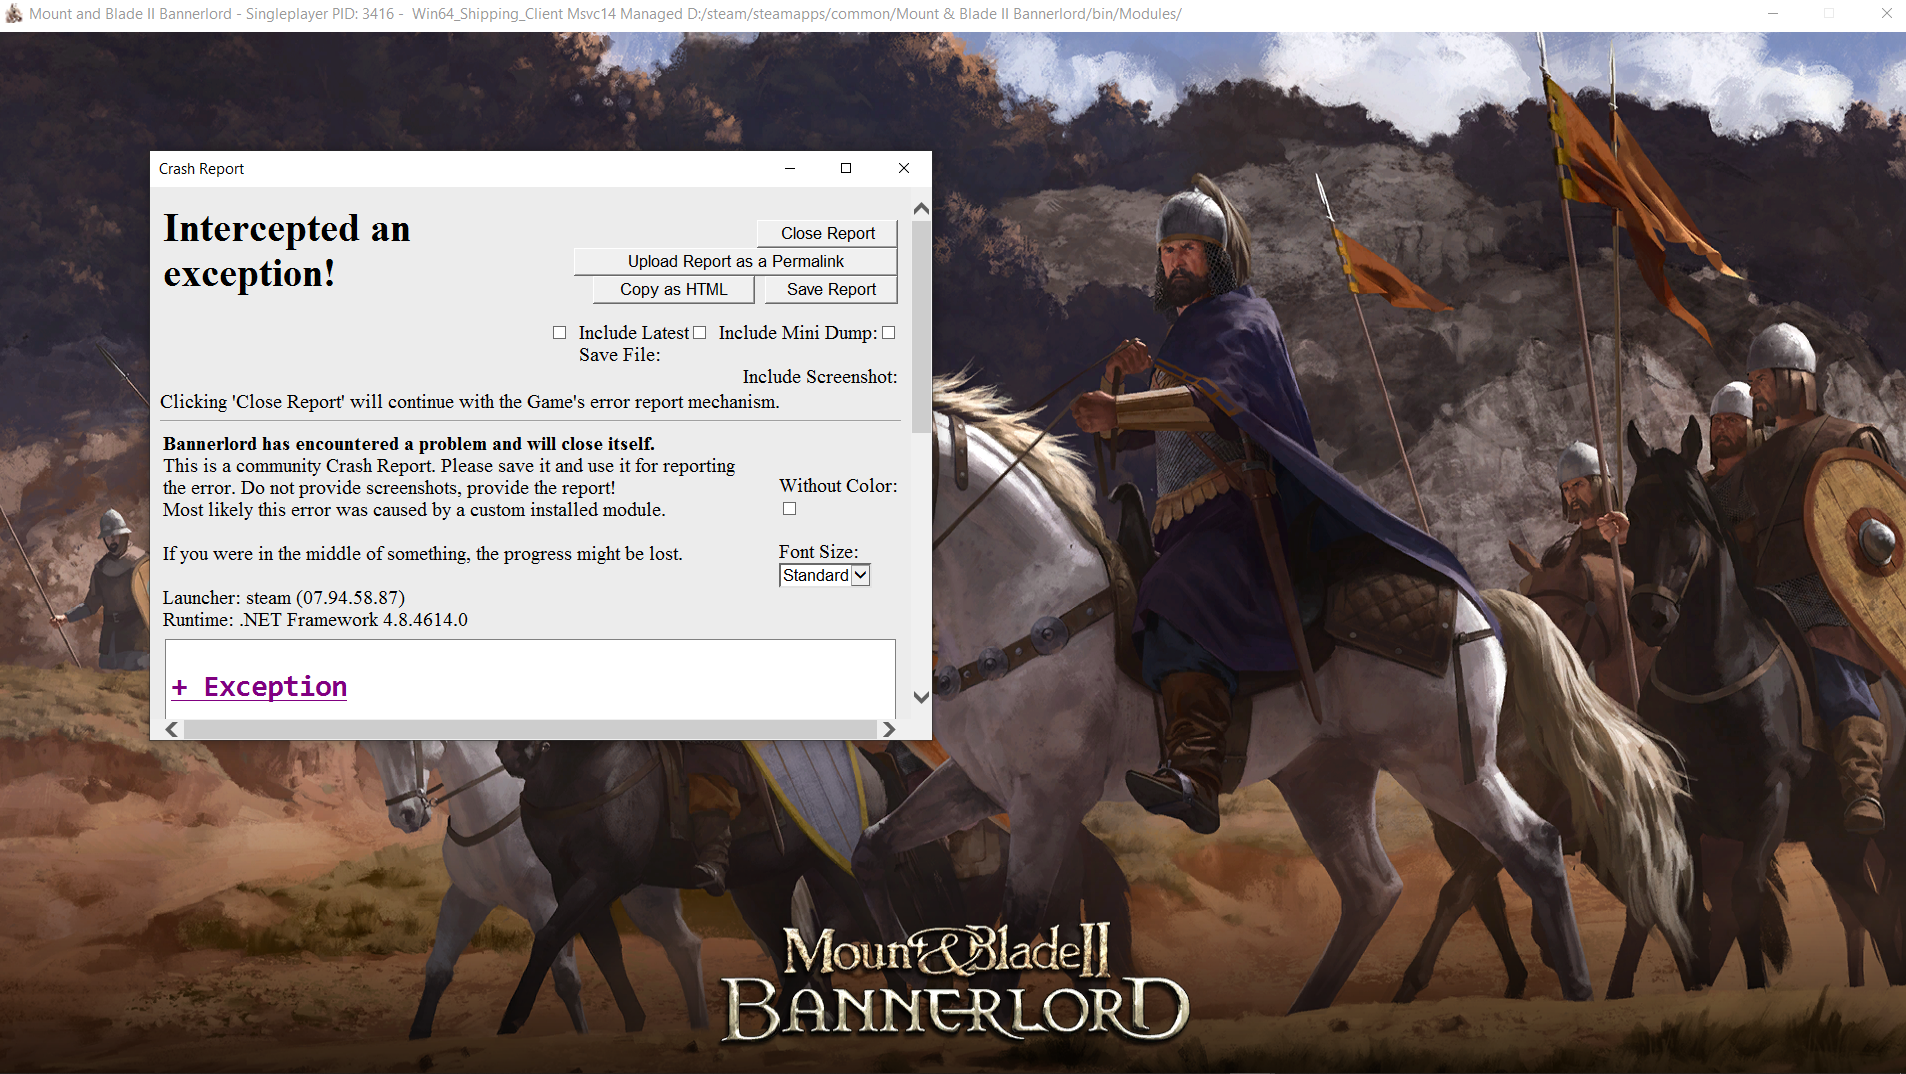 Mount and Blade II Bannerlord - Singleplayer PID: 3416 -  Win64_Shipping_Client Msvc14 Managed D:/steam/steamapps/common/Mount & Blade II Bannerlord/bin/Modules/
Crash Report
Intercepted an
exception!
Close Report
Upload Report as a Permalink
Copy as HTML Save Report
Include Latest
Save File:
Include Mini Dump:
Include Screenshot:
Clicking 'Close Report' will continue with the Game's error report mechanism.
Bannerlord has encountered a problem and will close itself.
This is a community Crash Report. Please save it and use it for reporting
the error. Do not provide screenshots, provide the report!
Most likely this error was caused by a custom installed module.
If you were in the middle of something, the progress might be lost.
Without Color:
Font Size:
Standard
Launcher: steam (07.94.58.87)
Runtime: .NET Framework 4.8.4614.0
+ Exception
Mount & Blade II
BANNERLORD